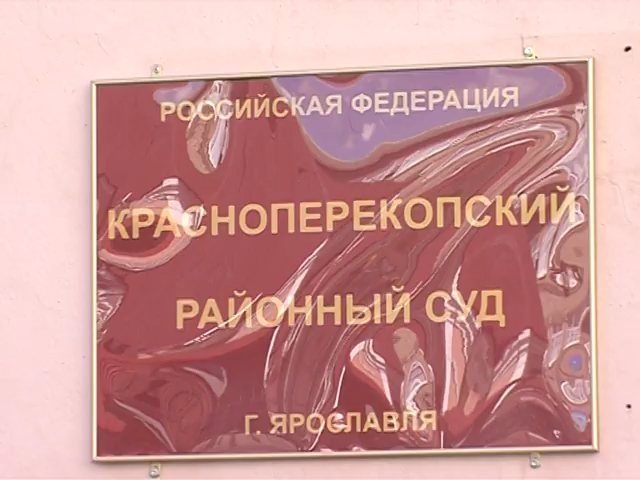 РОССИЙСКАЯ ФЕДЕРАЦИЯ
КРАСНОПЕРЕКОПСКИЙ
РАЙОННЫЙ СУД
Г. ЯРОСЛАВЛЯ